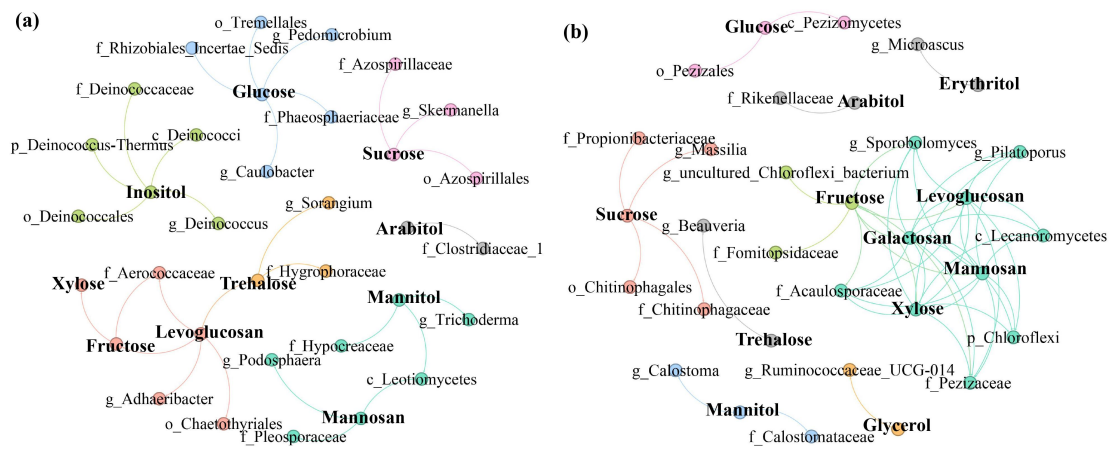 (a)
o_Tremellales
g_Pedomicrobium
f_Rhizobiales_Incertae_Sedis
f_Azospirillaceae
f_Deinococcaceae
Glucose
g_Skermanella
f_Phaeosphaeriaceae
c_Deinococci
p_Deinococcus-Thermus
Sucrose
g_Caulobacter
o_Azospirillales
Inositol
g_Sorangium
o_Deinococcales
g_Deinococcus
Arabitol
f_Clostridiaceae_1
f_Aerococcaceae
f_Hygrophoraceae
Xylose
Trehalose
Mannitol
g_Trichoderma
Levoglucosan
Fructose
f_Hypocreaceae
g_Podosphaera
c_Leotiomycetes
g_Adhaeribacter
o_Chaetothyriales
Mannosan
f_Pleosporaceae
(b)
Glucose
c_Pezizomycetes
g_Microascus
o_Pezizales
Erythritol
f_Rikenellaceae
Arabitol
f_Propionibacteriaceae
g_Massilia
g_Sporobolomyces
g_Pilatoporus
g_uncultured_Chloroflexi_bacterium
Fructose
Levoglucosan
Sucrose
g_Beauveria
Galactosan
c_Lecanoromycetes
f_Fomitopsidaceae
Mannosan
o_Chitinophagales
f_Acaulosporaceae
f_Chitinophagaceae
Xylose
Trehalose
p_Chloroflexi
g_Calostoma
g_Ruminococcaceae_UCG-014
f_Pezizaceae
Mannitol
Glycerol
f_Calostomataceae